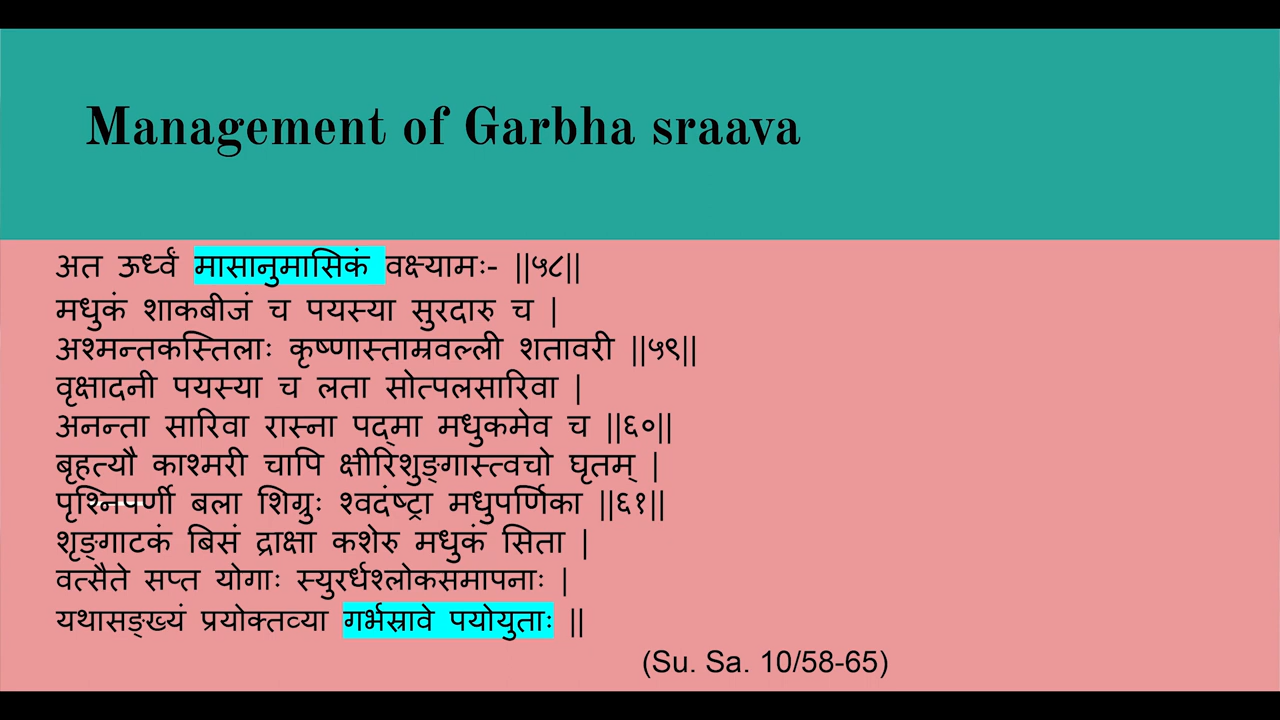 Management of Garbha sraava
अत ऊर्ध्वं मासानुमासिकं वक्ष्यामः- ||५८||
मधुकं शाकबीजं च पयस्या सुरदारु च |
अश्मन्तकस्तिलाः कृष्णास्ताम्रवल्ली शतावरी ||५९||
वृक्षादनी पयस्या च लता सोत्पलसारिवा |
अनन्ता सारिवा रास्ना पद्मा मधुकमेव च ||६०||
बृहत्यौ काश्मरी चापि क्षीरिशुङ्गास्त्वचो घृतम् |
पृश्निपर्णी बला शिग्रुः श्वदंष्ट्रा मधुपर्णिका ||६१||
शृङ्गाटकं बिसं द्राक्षा कशेरु मधुकं सिता |
वत्सैते सप्त योगाः स्युरर्धश्लोकसमापनाः |
यथासङ्ख्यं प्रयोक्तव्या गर्भस्रावे पयोयुताः ||
(Su. Sa. 10/58-65)